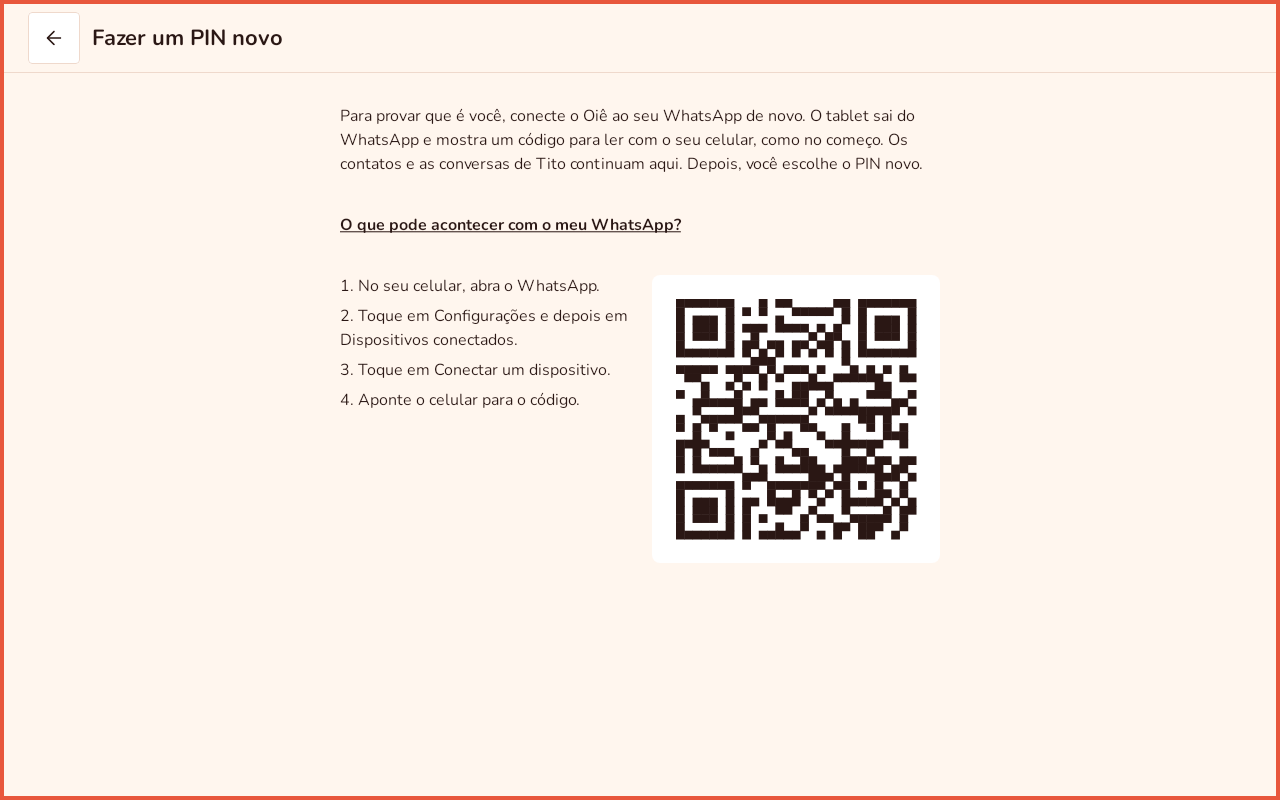 Fazer um PIN novo
Para provar que é você, conecte o Oiê ao seu WhatsApp de novo. O tablet sai do
WhatsApp e mostra um código para ler com o seu celular, como no começo. Os
contatos e as conversas de Tito continuam aqui. Depois, você escolhe o PIN novo.
O que pode acontecer com o meu WhatsApp?
1. No seu celular, abra o WhatsApp.
2. Toque em Configurações e depois em
Dispositivos conectados.
3. Toque em Conectar um dispositivo.
4. Aponte o celular para o código.